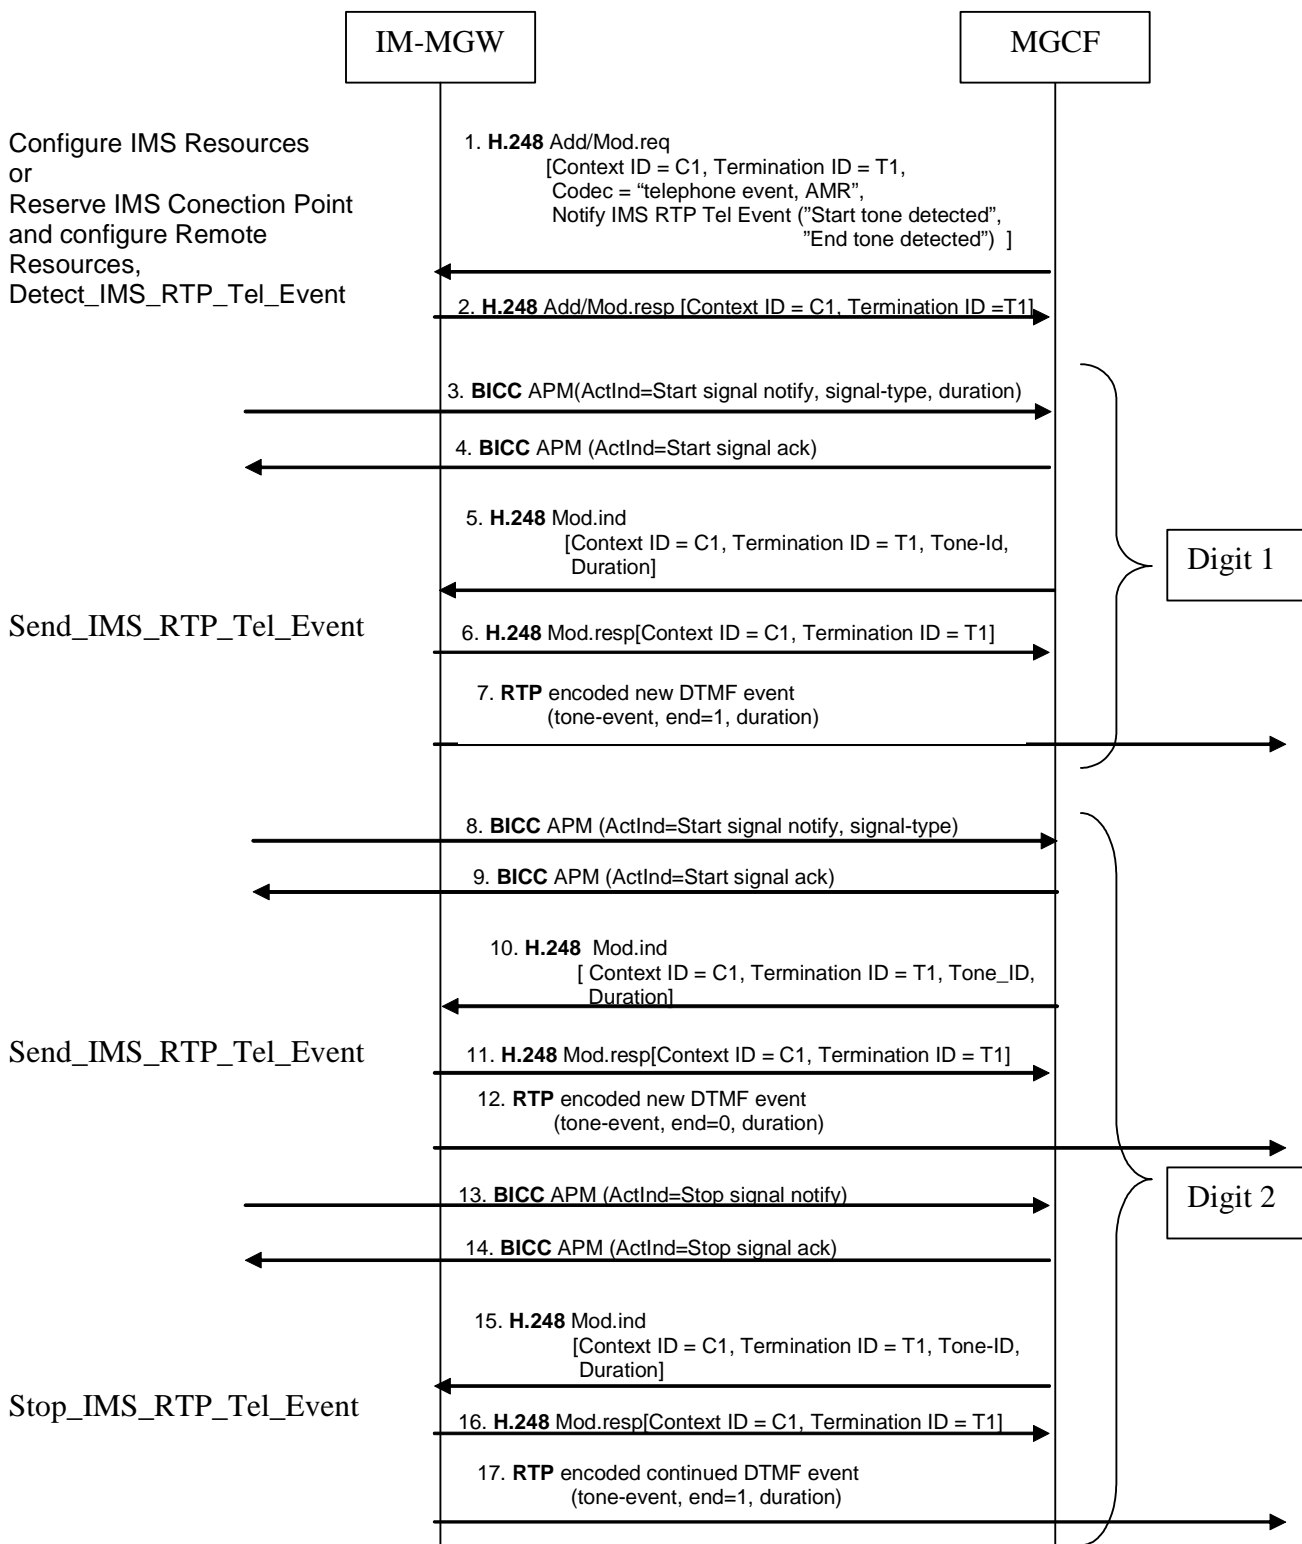 IM-MGW
MGCF
Configure IMS Resources
or
Reserve IMS Conection Point
and configure Remote
Resources,
Detect_IMS_RTP_Tel_Event
1. H.248 Add/Mod.req
[Context ID = C1, Termination ID = T1,
Codec = “telephone event, AMR”,
Notify IMS RTP Tel Event (”Start tone detected”,
”End tone detected”) ]
2. H.248 Add/Mod.resp [Context ID = C1, Termination ID =T1]
3. BICC APM(ActInd=Start signal notify, signal-type, duration)
4. BICC APM (ActInd=Start signal ack)
5. H.248 Mod.ind
[Context ID = C1, Termination ID = T1, Tone-Id,
Duration]
Digit 1
Send_IMS_RTP_Tel_Event
6. H.248 Mod.resp[Context ID = C1, Termination ID = T1]
7. RTP encoded new DTMF event
(tone-event, end=1, duration)
8. BICC APM (ActInd=Start signal notify, signal-type)
9. BICC APM (ActInd=Start signal ack)
10. H.248 Mod.ind
[ Context ID = C1, Termination ID = T1, Tone_ID,
Duration]
Send_IMS_RTP_Tel_Event
11. H.248 Mod.resp[Context ID = C1, Termination ID = T1]
12. RTP encoded new DTMF event
(tone-event, end=0, duration)
13. BICC APM (ActInd=Stop signal notify)
Digit 2
14. BICC APM (ActInd=Stop signal ack)
15. H.248 Mod.ind
[Context ID = C1, Termination ID = T1, Tone-ID,
Duration]
Stop_IMS_RTP_Tel_Event
16. H.248 Mod.resp[Context ID = C1, Termination ID = T1]
17. RTP encoded continued DTMF event
(tone-event, end=1, duration)